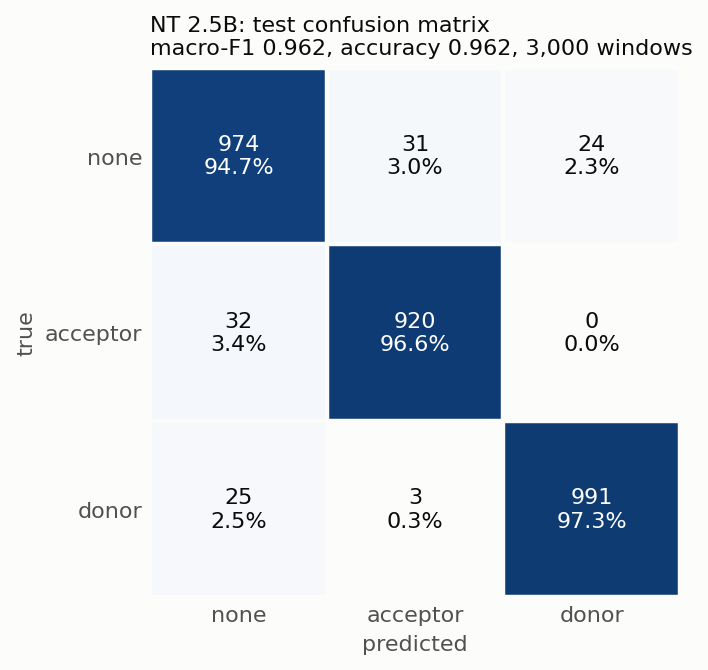 NT 2.5B: test confusion matrix
macro-F1 0.962, accuracy 0.962, 3,000 windows
none
974
94.7%
31
3.0%
24
2.3%
true
acceptor
32
3.4%
920
96.6%
0
0.0%
donor
25
2.5%
3
0.3%
991
97.3%
none
acceptor
donor
predicted